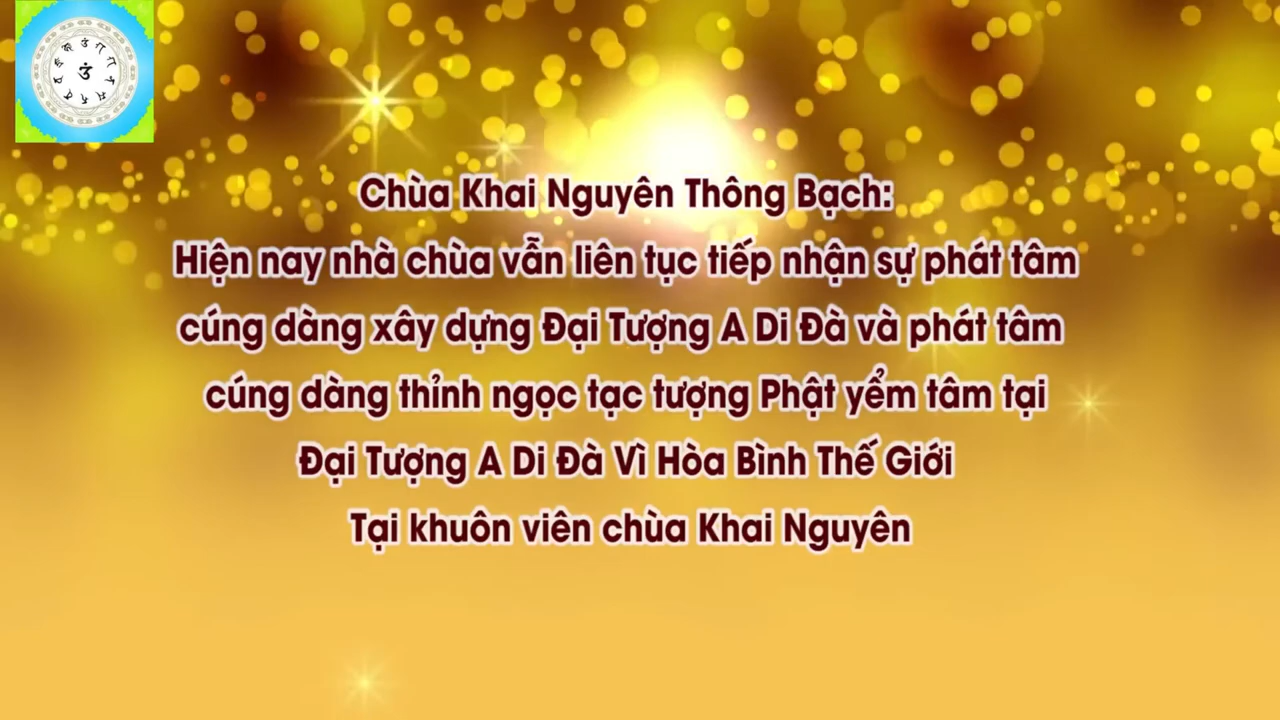 Chùa Khai Nguyên Thông Bạch:
Hiện nay nhà chùa vẫn liên tục tiếp nhận sự phát tâm
cúng dàng xây dựng Đại Tượng A Di Đà và phát tâm
cúng dàng thỉnh ngọc tạc tượng Phật yểm tâm tại
Đại Tượng A Di Đà Vì Hòa Bình Thế Giới
Tại khuôn viên chùa Khai Nguyên